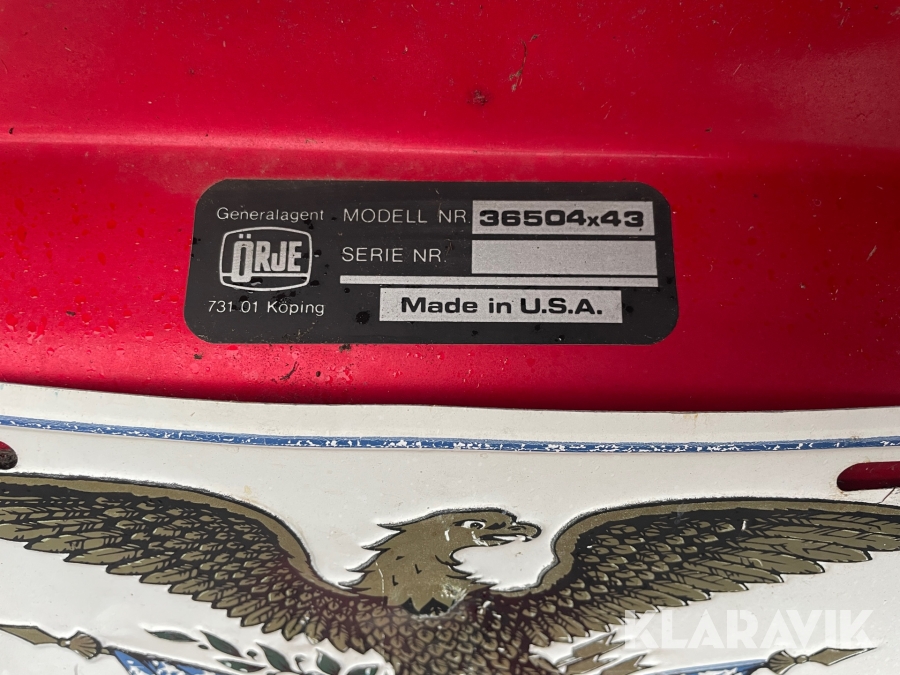 Generalagent
ÖRJE
731 01 Köping
MODELL NR. 36504x43
SERIE NR.
Made in U.S.A.
KLARAVIK